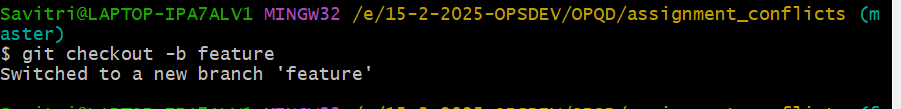 Savitri@LAPTOP-IPA7ALV1 MINGW32 /e/15-2-2025-OPSDEV/OPQD/assignment_conflicts (m
aster)
$ git checkout -b feature
Switched to a new branch 'feature'